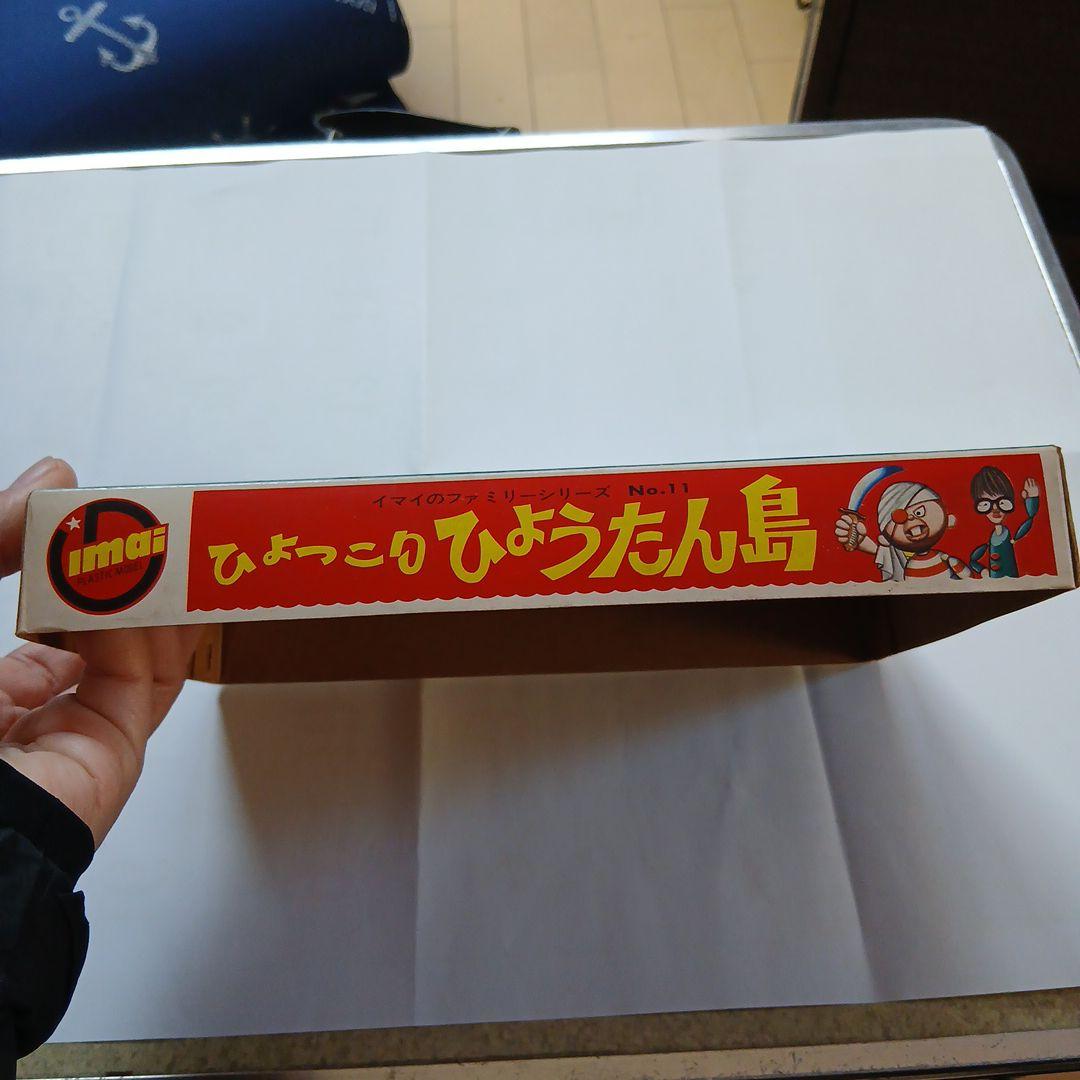 imai
PLASTIC MODEL
イマイのファミリーシリーズ No.11
ひょっこりひょうたん島